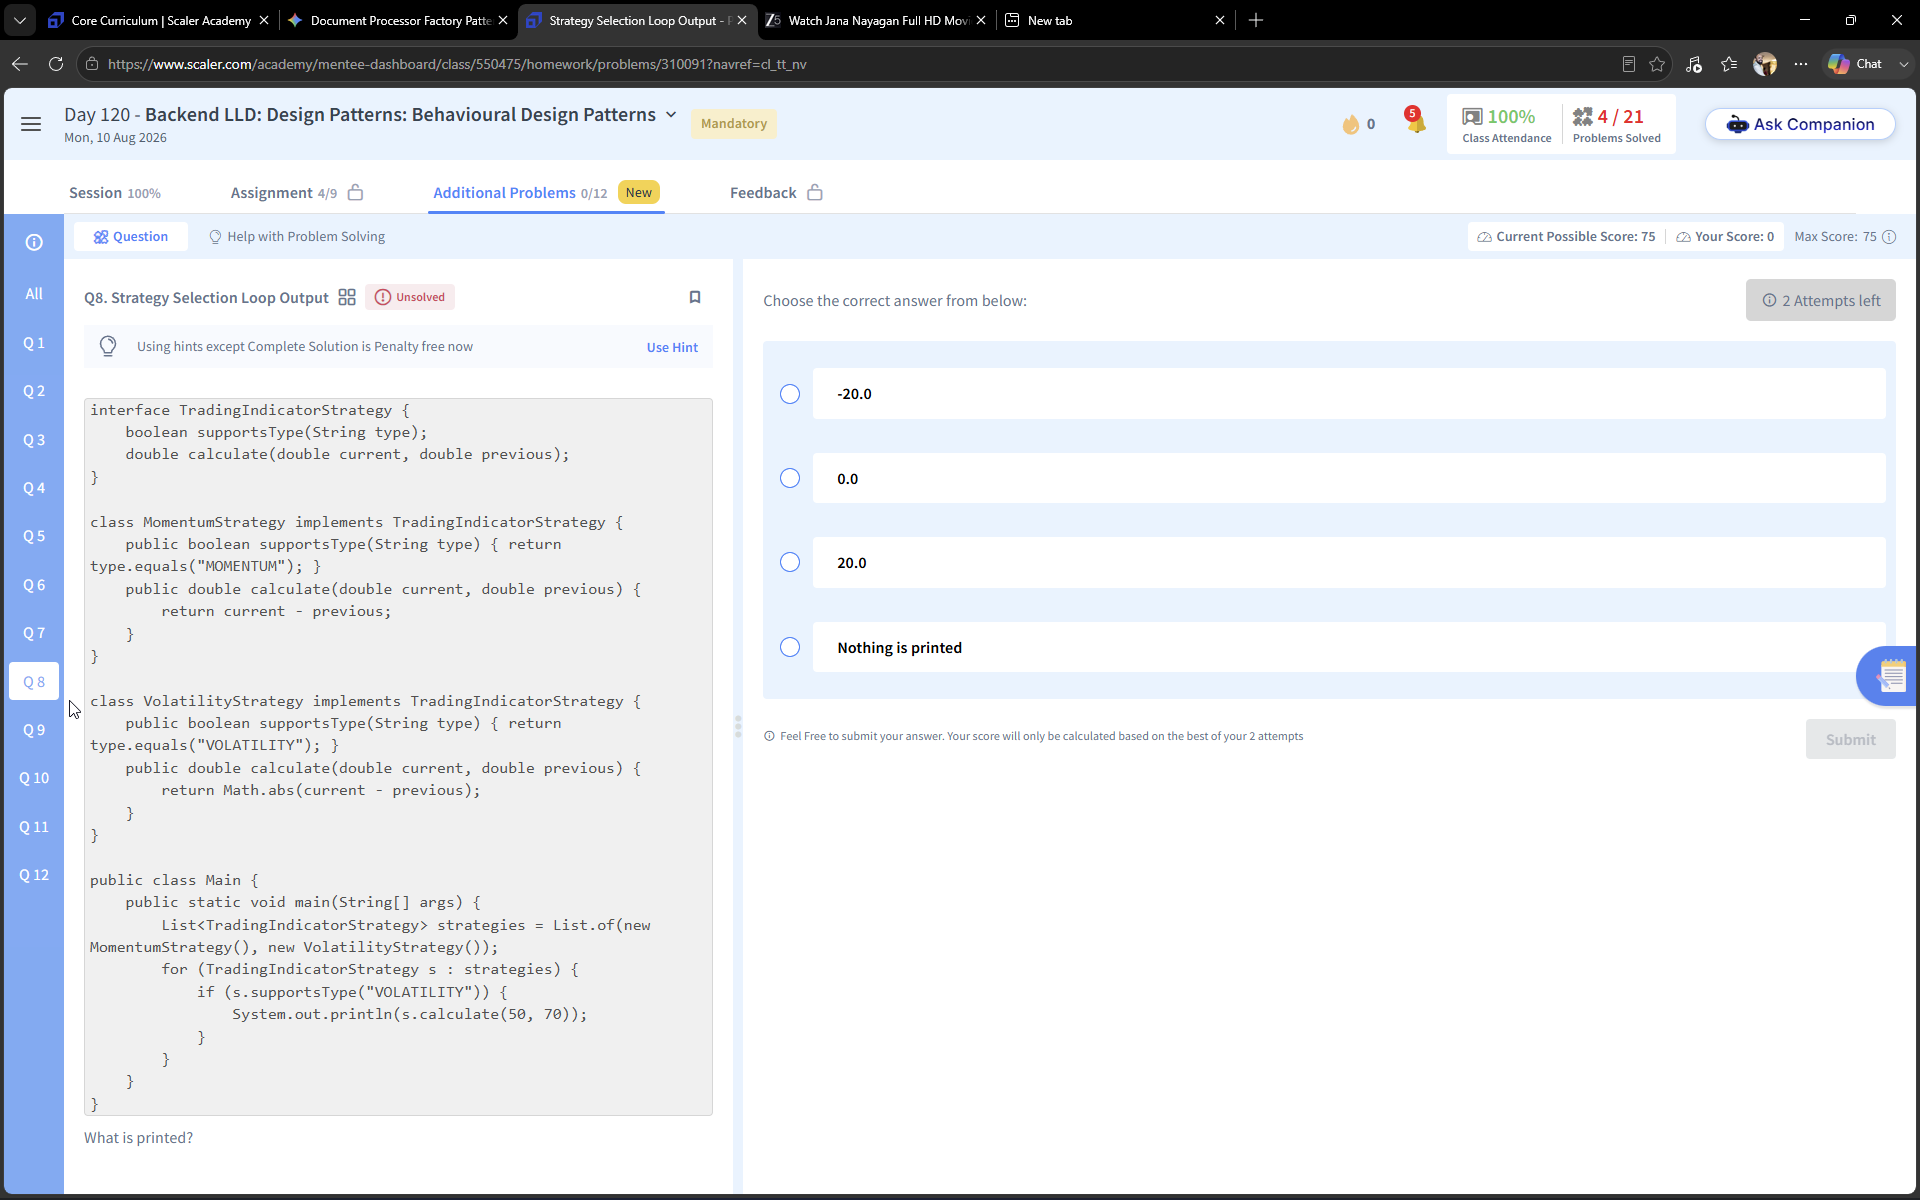 Core Curriculum | Scaler Academy
Document Processor Factory Patte
Strategy Selection Loop Output - P
Watch Jana Nayagan Full HD Movi
New tab
https://www.scaler.com/academy/mentee-dashboard/class/550475/homework/problems/310091?navref=cl_tt_nv
Chat
Day 120 - Backend LLD: Design Patterns: Behavioural Design Patterns
Mon, 10 Aug 2026
Mandatory
0
5
100%
Class Attendance
4 / 21
Problems Solved
Ask Companion
Session 100%
Assignment 4/9
Additional Problems 0/12
New
Feedback
Question
Help with Problem Solving
Current Possible Score: 75
Your Score: 0
Max Score: 75
All
Q 1
Q 2
Q 3
Q 4
Q 5
Q 6
Q 7
Q 8
Q 9
Q 10
Q 11
Q 12
Q8. Strategy Selection Loop Output
Unsolved
Using hints except Complete Solution is Penalty free now
Use Hint
interface TradingIndicatorStrategy {
    boolean supportsType(String type);
    double calculate(double current, double previous);
}
class MomentumStrategy implements TradingIndicatorStrategy {
    public boolean supportsType(String type) { return
type.equals("MOMENTUM"); }
    public double calculate(double current, double previous) {
        return current - previous;
    }
}
class VolatilityStrategy implements TradingIndicatorStrategy {
    public boolean supportsType(String type) { return
type.equals("VOLATILITY"); }
    public double calculate(double current, double previous) {
        return Math.abs(current - previous);
    }
}
public class Main {
    public static void main(String[] args) {
        List<TradingIndicatorStrategy> strategies = List.of(new
MomentumStrategy(), new VolatilityStrategy());
        for (TradingIndicatorStrategy s : strategies) {
            if (s.supportsType("VOLATILITY")) {
                System.out.println(s.calculate(50, 70));
            }
        }
    }
}
What is printed?
Choose the correct answer from below:
2 Attempts left
-20.0
0.0
20.0
Nothing is printed
Feel Free to submit your answer. Your score will only be calculated based on the best of your 2 attempts
Submit